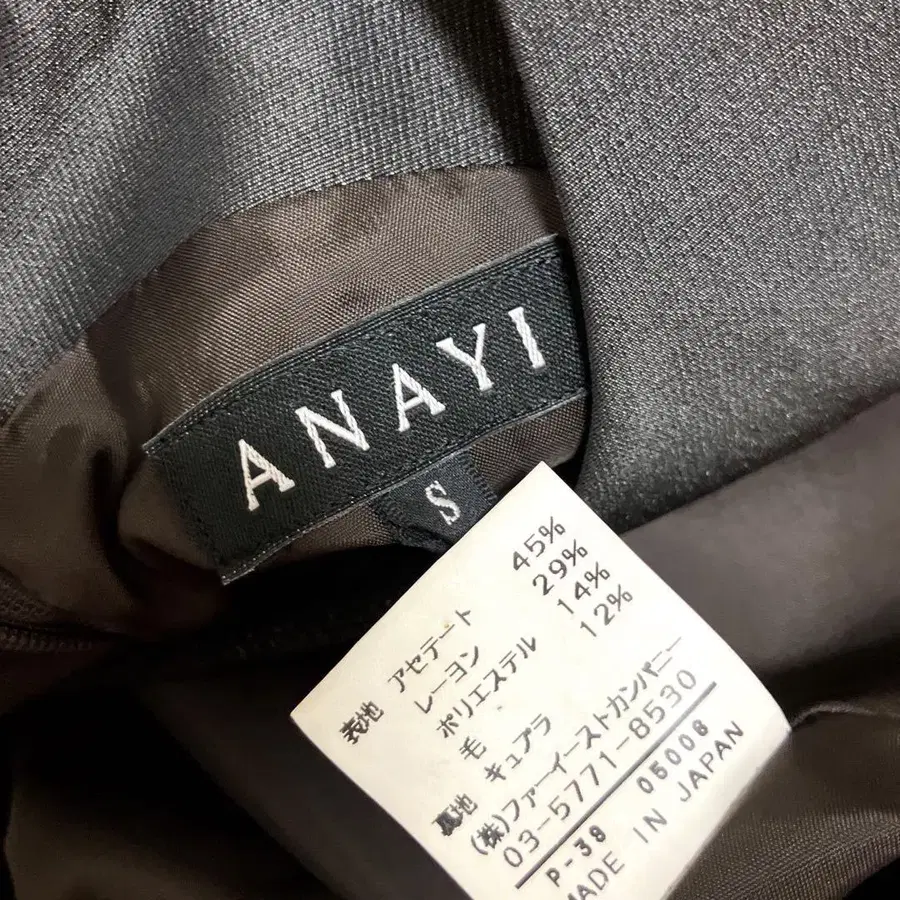 ANAYI
S
表地 アセテート 45%
レーヨン 29%
ポリエステル 14%
毛 12%
裏地 キュプラ
(株)ファーイーストカンパニー
03-5771-8530
P-39 05008
MADE IN JAPAN